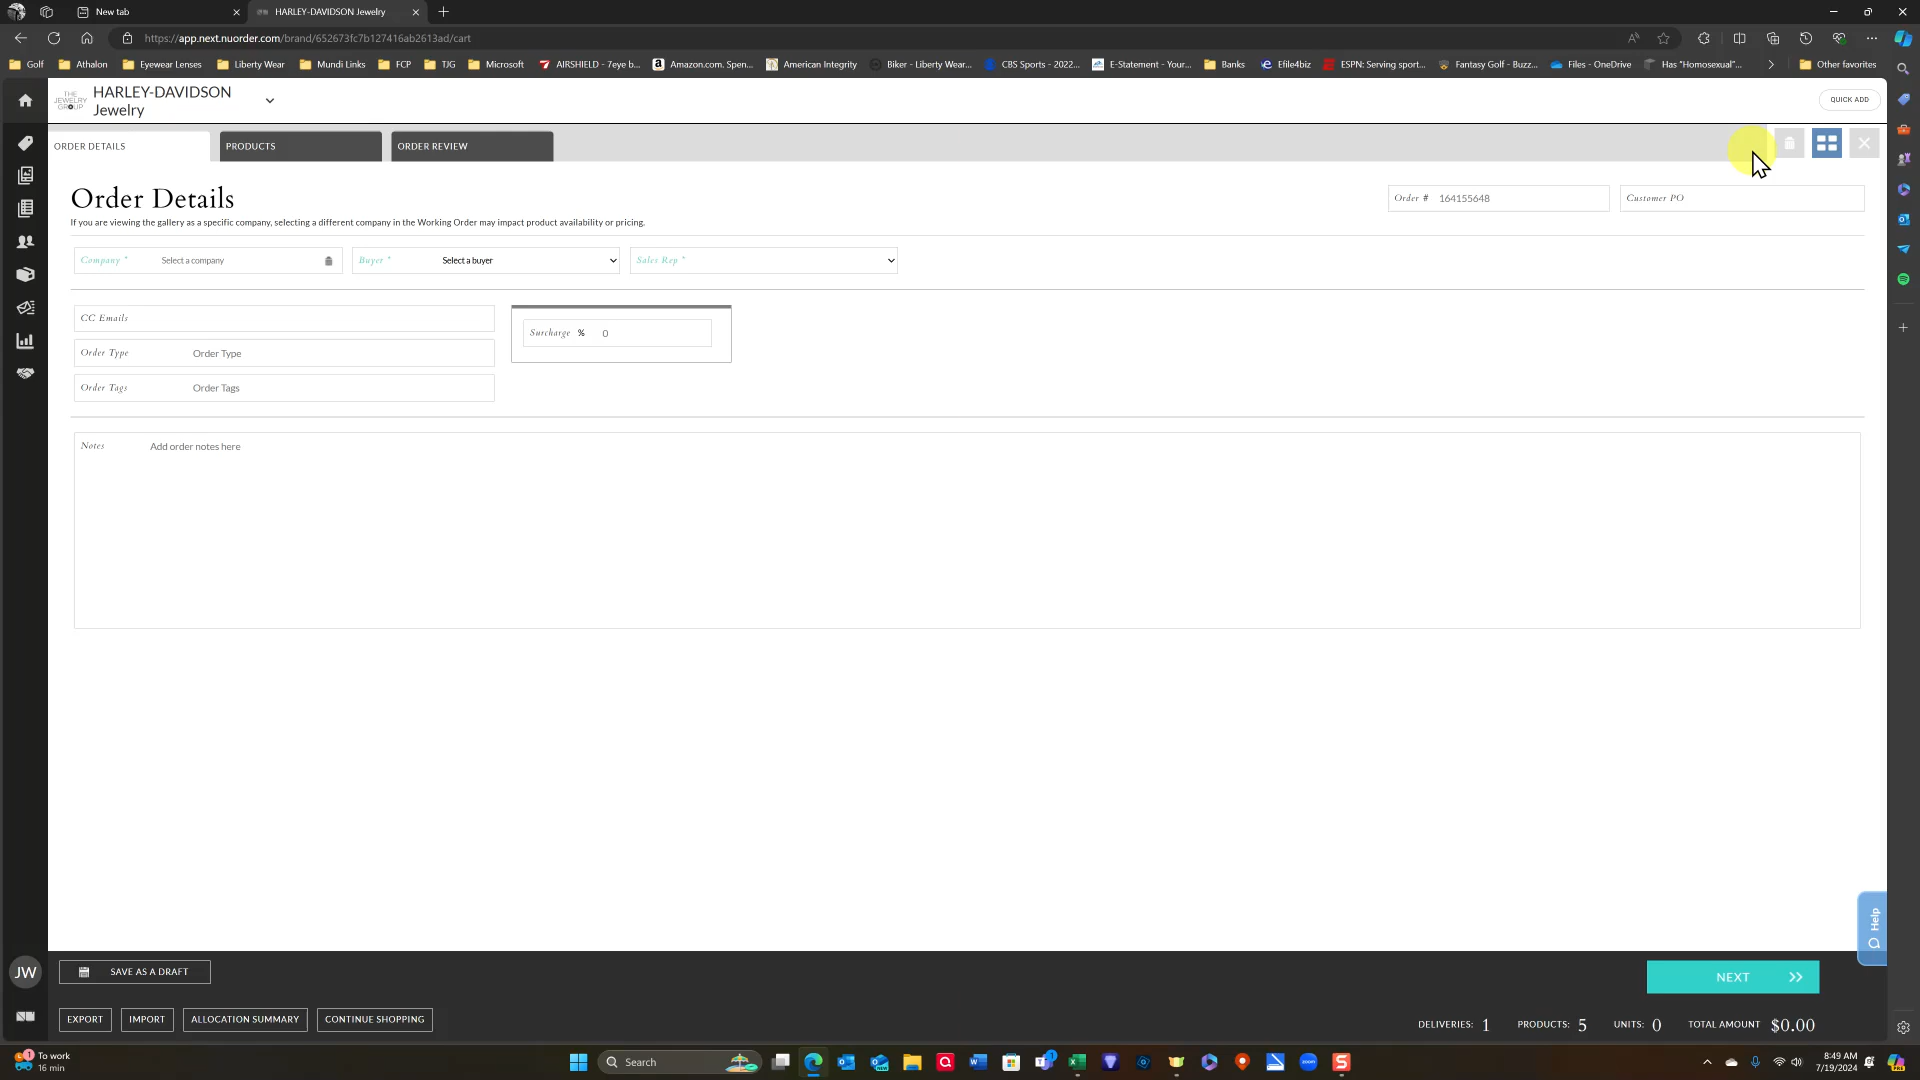 New tab
HARLEY-DAVIDSON Jewelry
https://app.next.nuorder.com/brand/652673fc7b127416ab2613ad/cart
Golf
Athalon
Eyewear Lenses
Liberty Wear
Mundi Links
FCP
TJG
Microsoft
AIRSHIELD - 7eye b...
Amazon.com. Spen...
American Integrity
Biker - Liberty Wear...
CBS Sports - 2022...
E-Statement - Your...
Banks
Efile4biz
ESPN: Serving sport...
Fantasy Golf - Buzz...
Files - OneDrive
Has "Homosexual"...
Other favorites
THE
JEWELRY
GROUP
HARLEY-DAVIDSON
Jewelry
QUICK ADD
ORDER DETAILS
PRODUCTS
ORDER REVIEW
Order Details
If you are viewing the gallery as a specific company, selecting a different company in the Working Order may impact product availability or pricing.
Order # 164155648
Customer PO
Company * Select a company
Buyer * Select a buyer
Sales Rep *
CC Emails
Surcharge % 0
Order Type Order Type
Order Tags Order Tags
Notes Add order notes here
Help
JW
SAVE AS A DRAFT
NEXT
EXPORT
IMPORT
ALLOCATION SUMMARY
CONTINUE SHOPPING
DELIVERIES: 1 PRODUCTS: 5 UNITS: 0 TOTAL AMOUNT $0.00
1
To work
16 min
Search
8:49 AM
7/19/2024